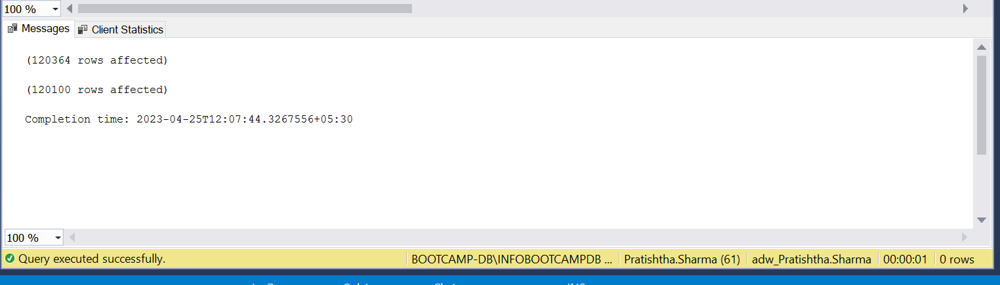 100 %
Messages Client Statistics
(120364 rows affected)
(120100 rows affected)
Completion time: 2023-04-25T12:07:44.3267556+05:30
100 %
Query executed successfully. BOOTCAMP-DB\INFOBOOTCAMPDB ... Pratishtha.Sharma (61) adw_Pratishtha.Sharma 00:00:01 0 rows